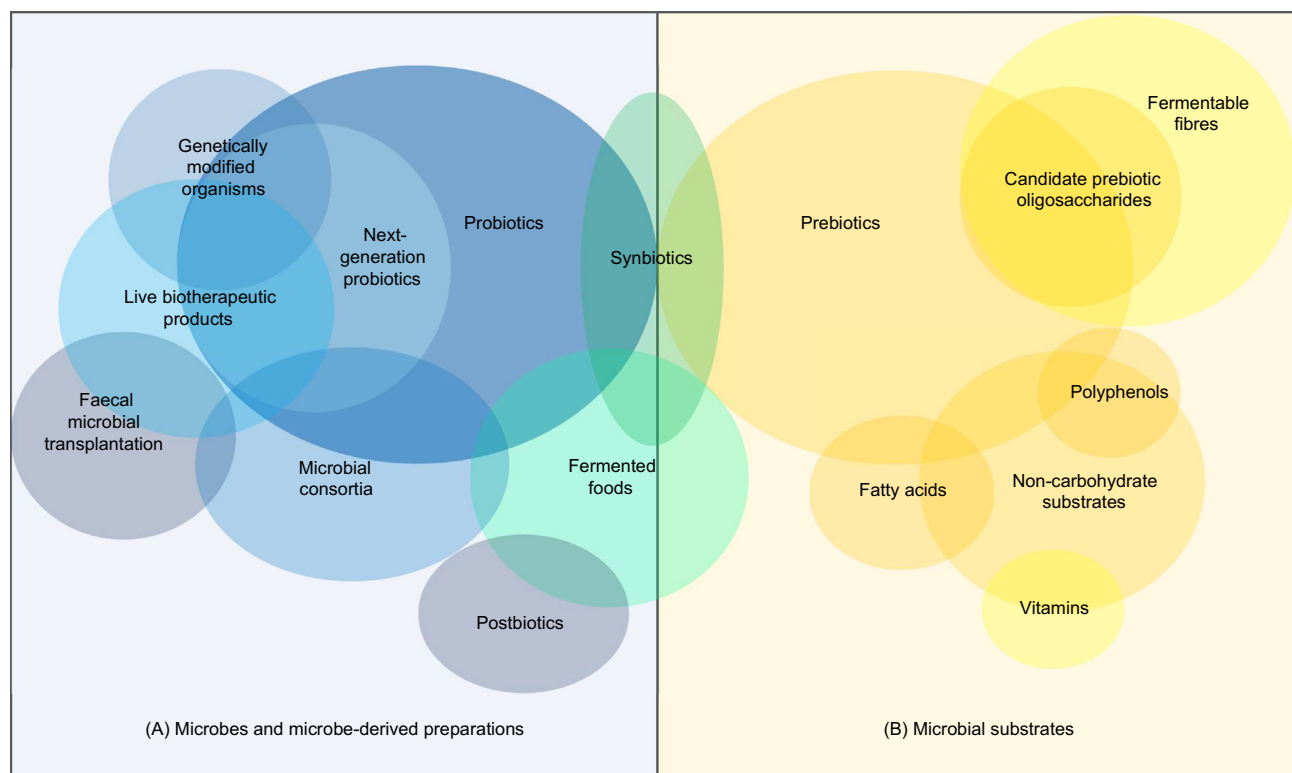 Genetically
modified
organisms
Probiotics
Next-
generation
probiotics
Live biotherapeutic
products
Faecal
microbial
transplantation
Microbial
consortia
Synbiotics
Fermented
foods
Postbiotics
(A) Microbes and microbe-derived preparations
Fermentable
fibres
Candidate prebiotic
oligosaccharides
Prebiotics
Polyphenols
Fatty acids
Non-carbohydrate
substrates
Vitamins
(B) Microbial substrates